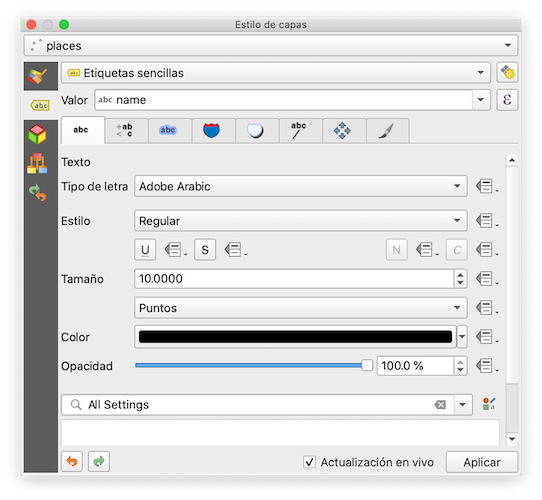 Estilo de capas
places
abc Etiquetas sencillas
Valor abc name ε
abc +ab < c abc abc
Texto
Tipo de letra Adobe Arabic
Estilo Regular
U S N C
Tamaño 10.0000
Puntos
Color
Opacidad 100.0 %
All Settings a
Actualización en vivo Aplicar